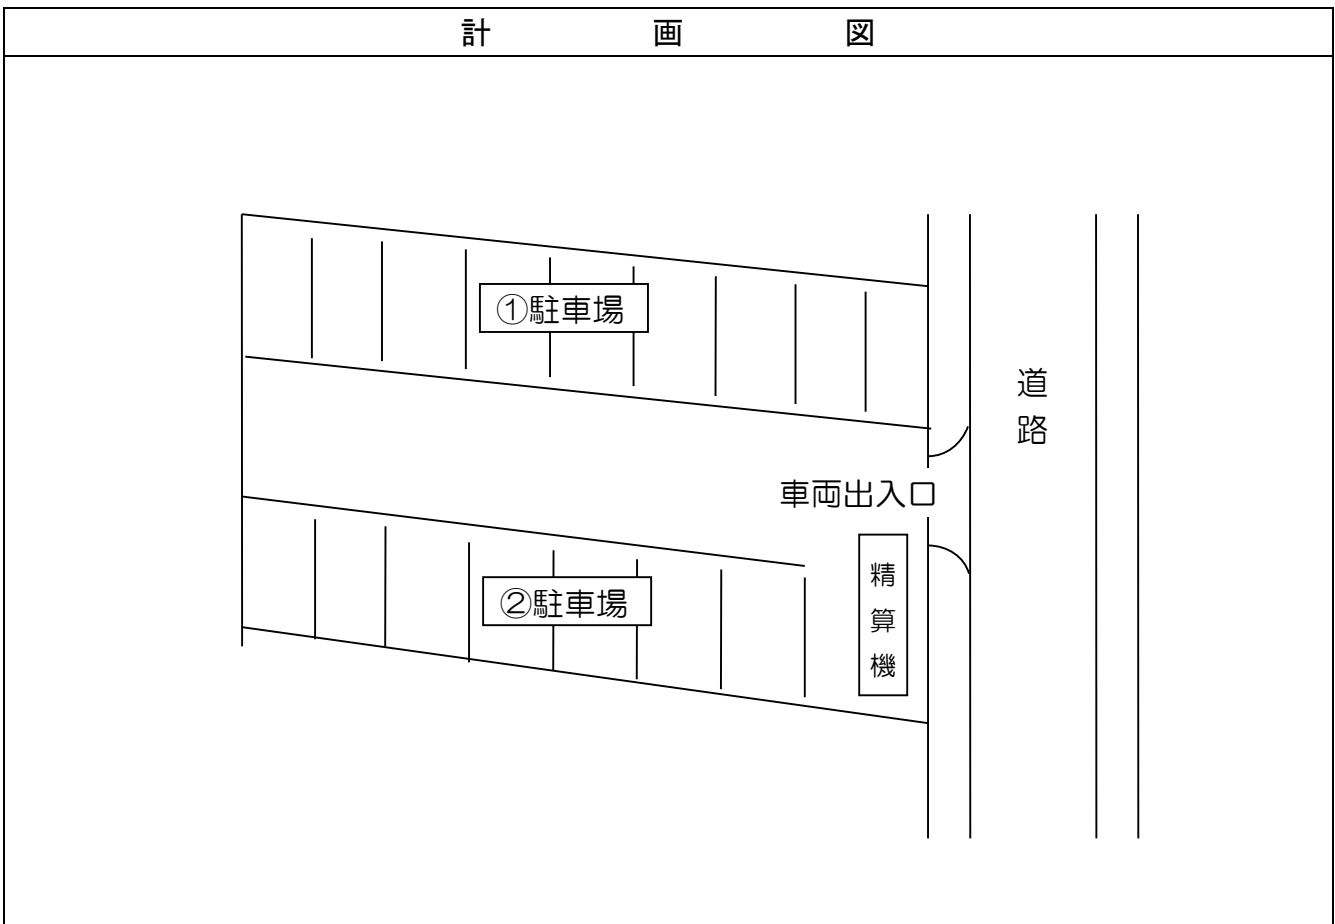 計画図
①駐車場
道路
車両出入口
②駐車場
精算機